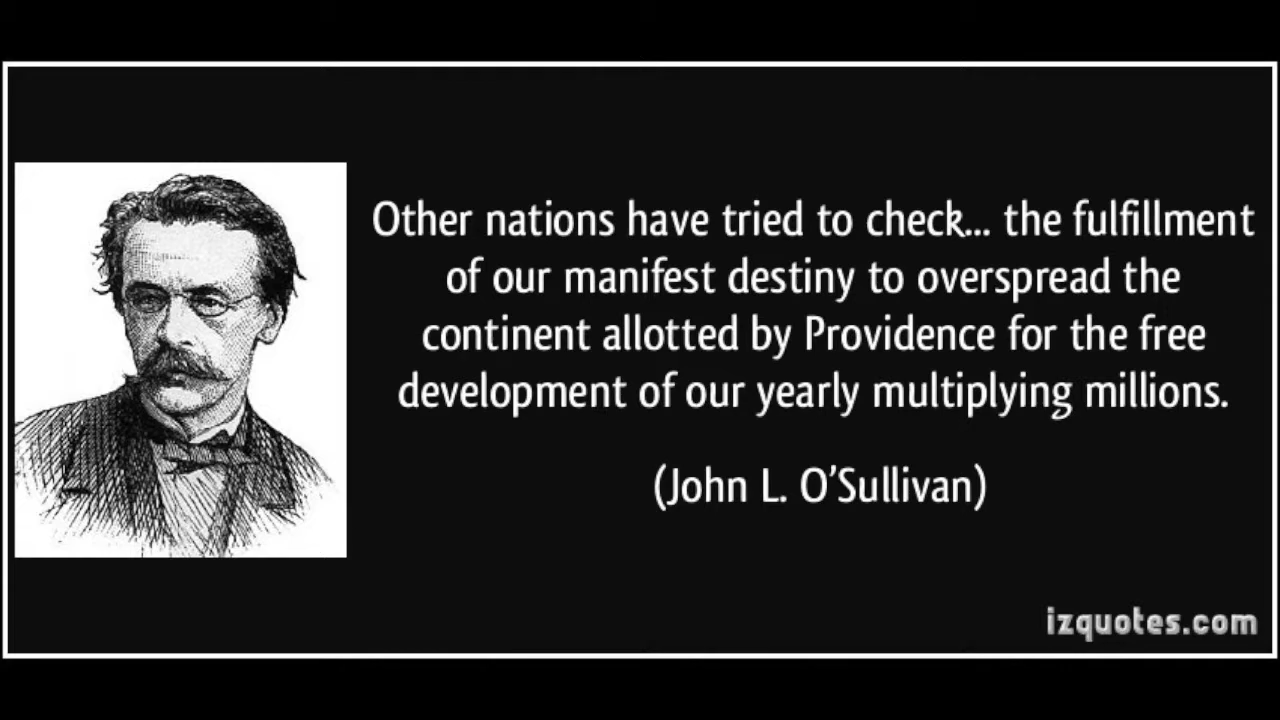 Other nations have tried to check... the fulfillment
of our manifest destiny to overspread the
continent allotted by Providence for the free
development of our yearly multiplying millions.
(John L. O’Sullivan)
izquotes.com